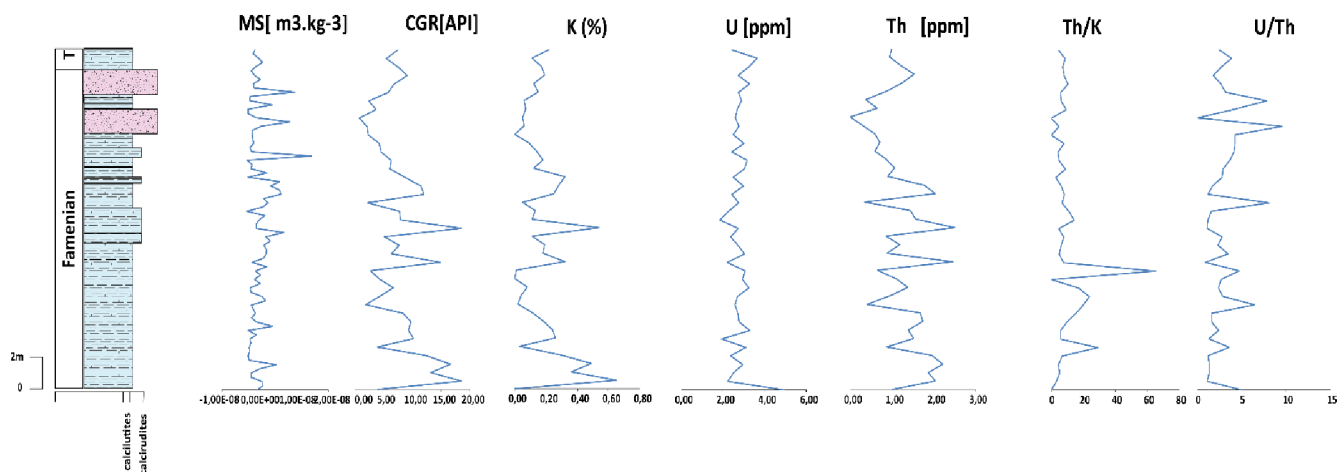 MS[ m3.kg-3] CGR[API] K (%) U [ppm] Th [ppm] Th/K U/Th
T
Famenian
2m
0
-1,00E-08 0,00E+00 1,00E-08 2,00E-08 0,00 5,00 10,00 15,00 20,00 0,00 0,20 0,40 0,60 0,80 0,00 2,00 4,00 6,00 0,00 1,00 2,00 3,00 0 20 40 60 80 0 5 10 15
calcilutites
calcirudites